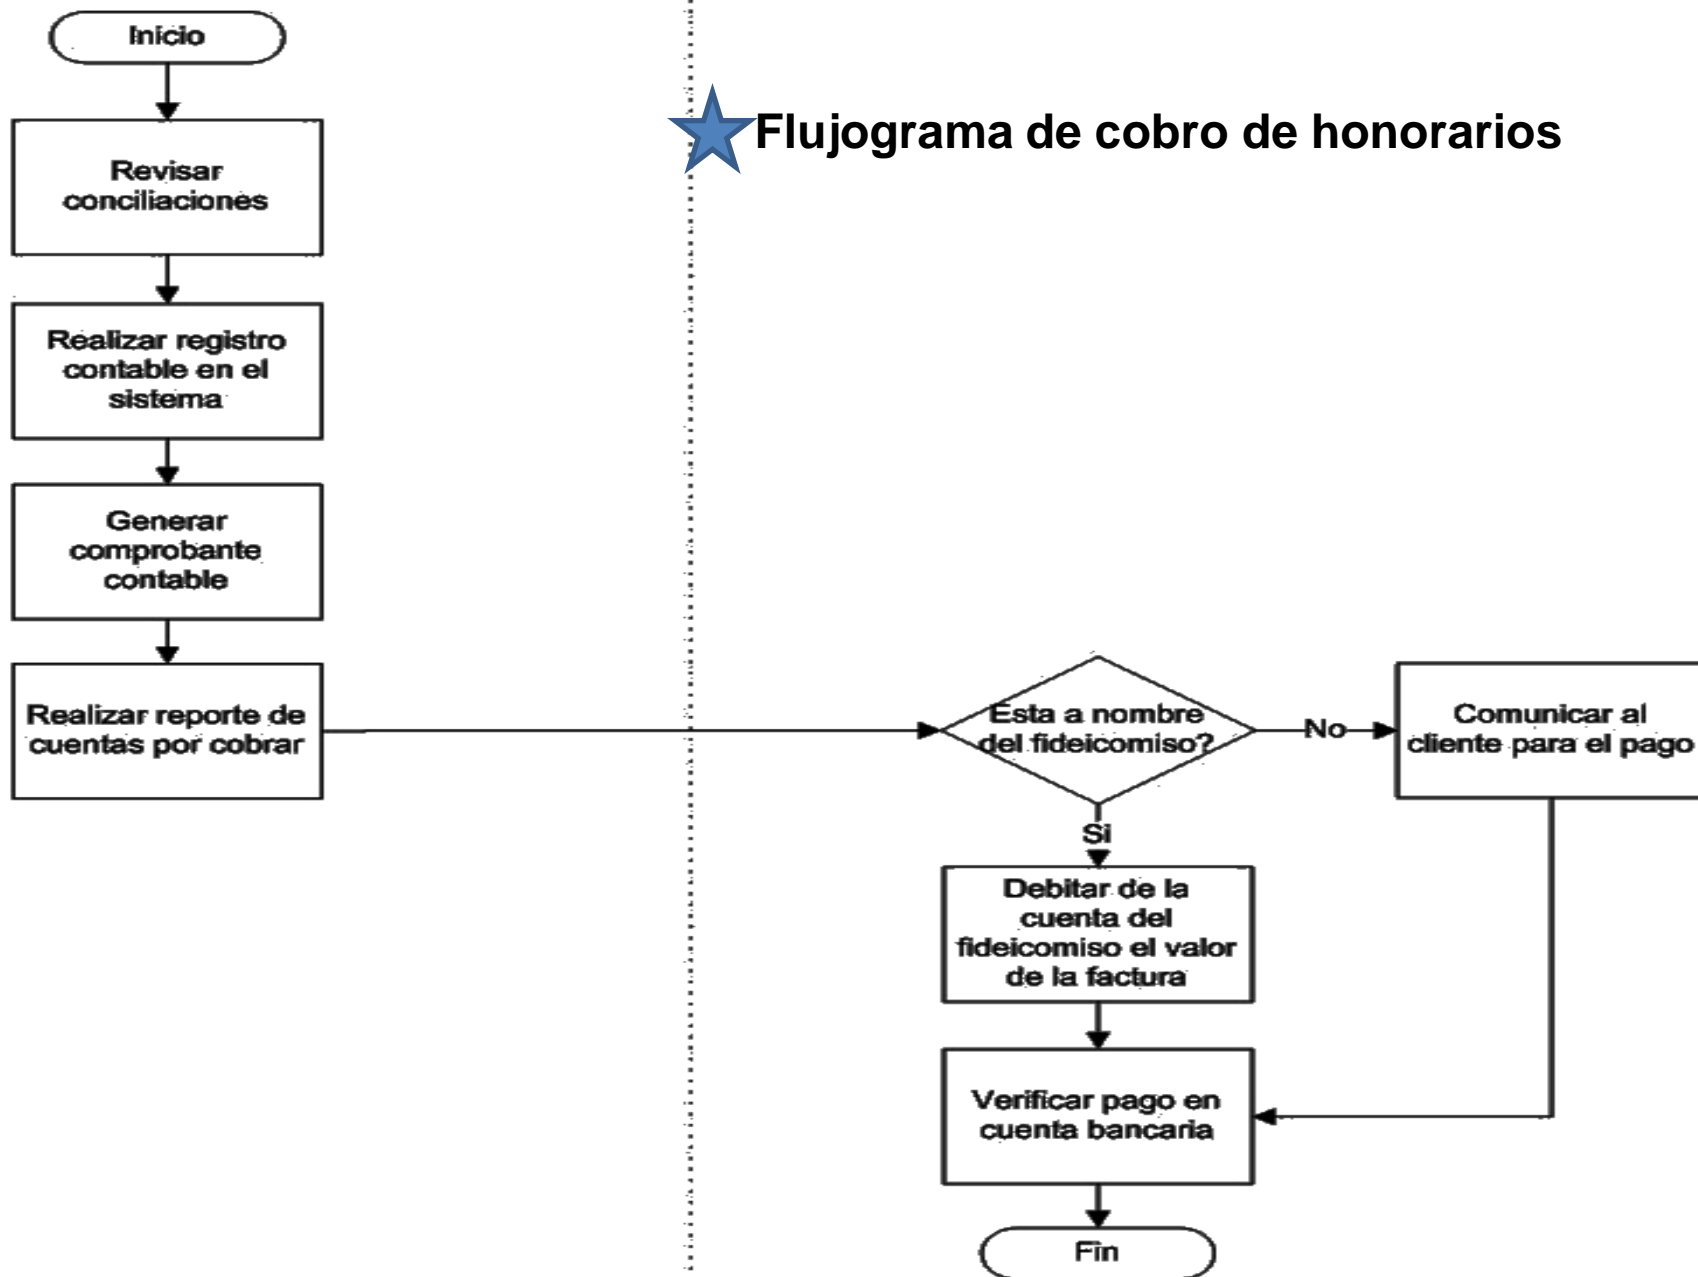 Inicio
Flujograma de cobro de honorarios
Revisar
conciliaciones
Realizar registro
contable en el
sistema
Generar
comprobante
contable
Realizar reporte de
cuentas por cobrar
Esta a nombre
del fideicomiso?
No
Comunicar al
cliente para el pago
Si
Debitar de la
cuenta del
fideicomiso el valor
de la factura
Verificar pago en
cuenta bancaria
Fin